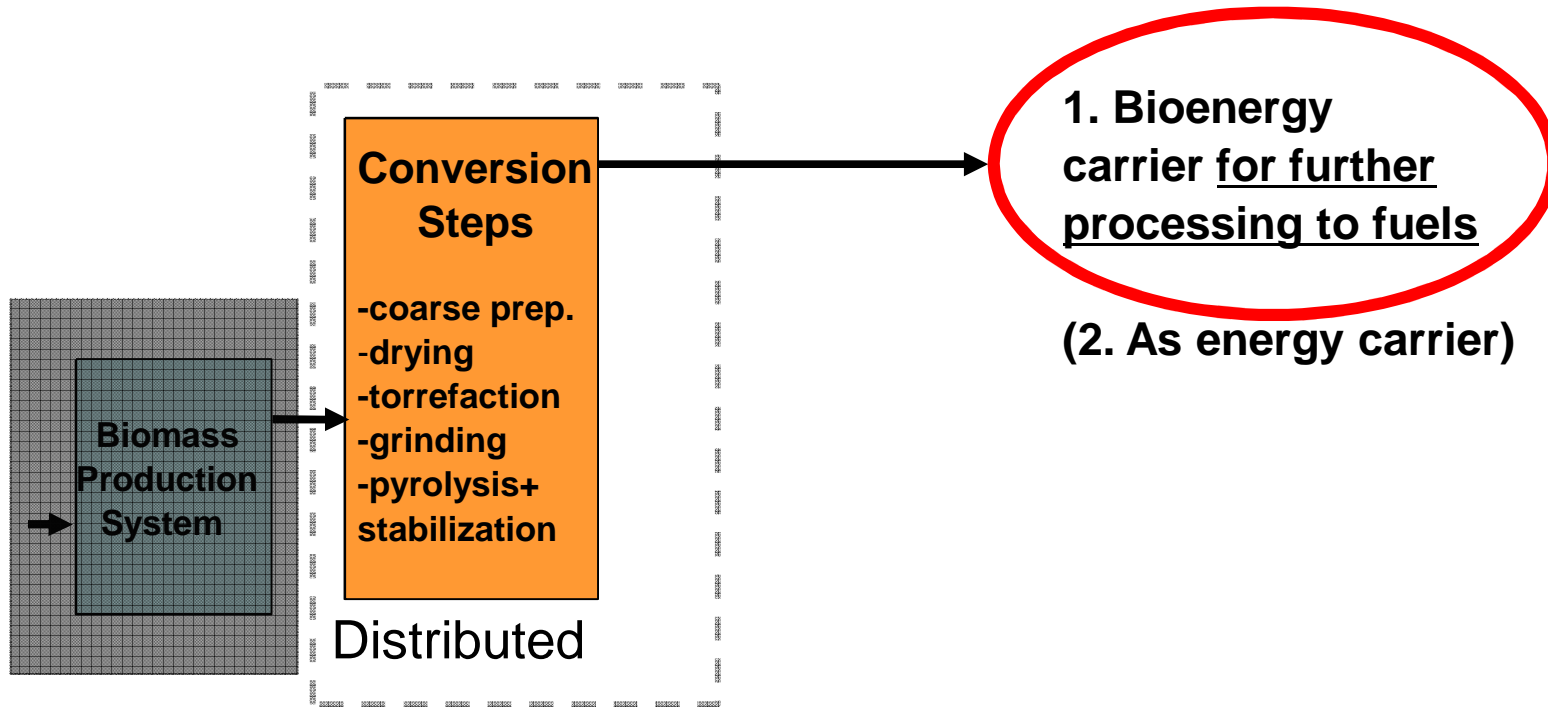 Biomass
Production
System
Conversion
Steps
-coarse prep.
-drying
-torrefaction
-grinding
-pyrolysis+
stabilization
Distributed
1. Bioenergy
carrier for further
processing to fuels
(2. As energy carrier)